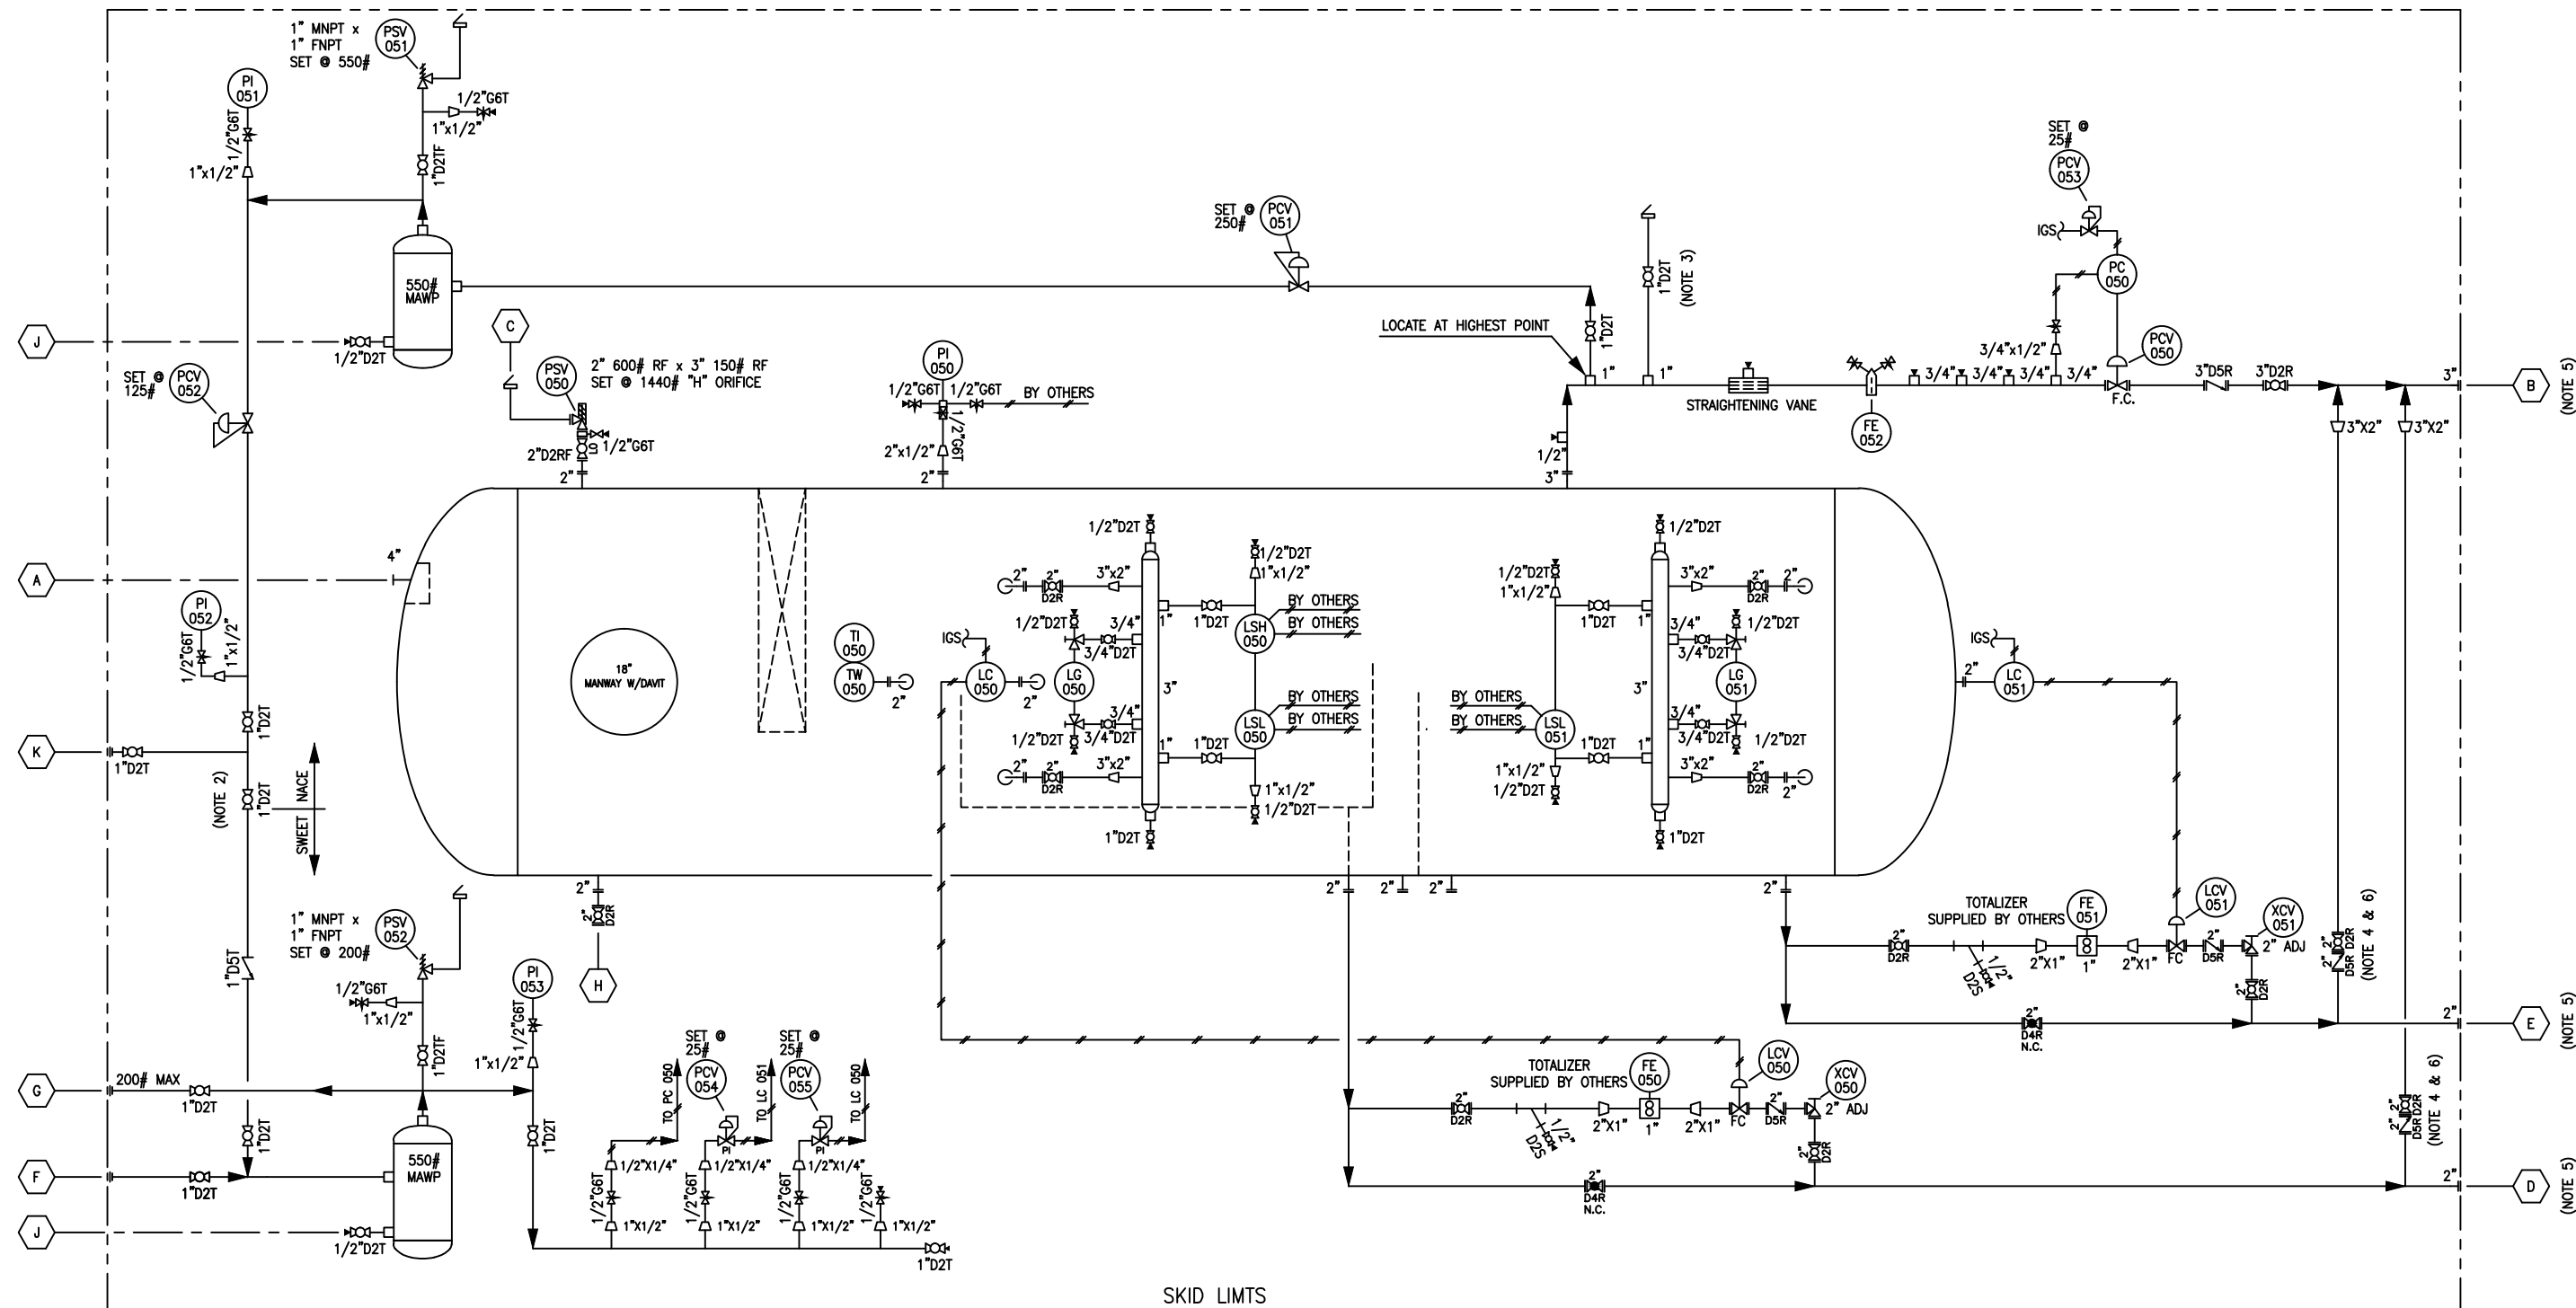 1" MNPT x
1" FNPT
SET @ 550#
PSV
051
PI
051
1/2"G6T
1"x1/2"
1/2"G6T
1"x1/2"
1"D2TF
550#
MAWP
J
1/2"D2T
SET @
125#
PCV
052
C
PSV
050
2" 600# RF x 3" 150# RF
SET @ 1440# "H" ORIFICE
2"D2RF
LO
1/2"G6T
2"
PI
050
1/2"G6T
1/2"G6T
BY OTHERS
1/2"G6T
2"x1/2"
2"
SET @
250#
PCV
051
LOCATE AT HIGHEST POINT
1"D2T
1"
1"D2T
(NOTE 3)
1"
STRAIGHTENING VANE
1/2"
3"
FE
052
3/4"
3/4"
3/4"
3/4"
3/4"x1/2"
SET @
25#
PCV
053
IGS
PC
050
PCV
050
F.C.
3"D5R
3"D2R
3"X2"
3"X2"
3"
B
(NOTE 5)
A
4"
PI
052
1/2"G6T
1"x1/2"
1"D2T
K
1"D2T
(NOTE 2)
1"D2T
SWEET
NACE
18"
MANWAY W/DAVIT
TI
050
TW
050
2"
IGS
LC
050
2"
2"
2"
D2R
3"x2"
1/2"D2T
1/2"D2T
3/4"
3/4"D2T
LG
050
3/4"
3/4"D2T
1/2"D2T
3"
2"
2"
D2R
3"x2"
1"D2T
1"
1"D2T
1"
1"D2T
1/2"D2T
1"x1/2"
LSH
050
BY OTHERS
BY OTHERS
LSL
050
BY OTHERS
BY OTHERS
1"x1/2"
1/2"D2T
1/2"D2T
1"x1/2"
1"D2T
1"
BY OTHERS
BY OTHERS
LSL
051
1"D2T
1"
1"x1/2"
1/2"D2T
1/2"D2T
3"x2"
2"
D2R
2"
3/4"
3/4"D2T
1/2"D2T
3"
LG
051
3/4"
3/4"D2T
1/2"D2T
3"x2"
2"
D2R
2"
1"D2T
IGS
2"
LC
051
2"
2"
D2R
H
2"
2"
2"
2"
1" MNPT x
1" FNPT
SET @ 200#
PSV
052
1/2"G6T
1"x1/2"
1"D2TF
1"D5T
PI
053
1/2"G6T
1"x1/2"
G
200# MAX
1"D2T
1"D2T
F
1"D2T
550#
MAWP
J
1/2"D2T
1"D2T
TO PC 050
1/2"X1/4"
1/2"G6T
1"X1/2"
SET @
25#
PCV
054
TO LC 051
PI
1/2"X1/4"
1/2"G6T
1"X1/2"
SET @
25#
PCV
055
TO LC 050
PI
1/2"X1/4"
1/2"G6T
1"X1/2"
1/2"G6T
1"X1/2"
1"D2T
TOTALIZER
SUPPLIED BY OTHERS
FE
051
2"
D2R
1/2"
D2S
2"X1"
1"
2"X1"
LCV
051
FC
2"
D5R
XCV
051
2" ADJ
2"
D2R
2"
D4R
N.C.
2" 2"
D5R D2R
(NOTE 4 & 6)
2"
E
(NOTE 5)
TOTALIZER
SUPPLIED BY OTHERS
FE
050
2"
D2R
1/2"
D2S
2"X1"
1"
2"X1"
LCV
050
FC
2"
D5R
XCV
050
2" ADJ
2"
D2R
2"
D4R
N.C.
2" 2"
D5R D2R
(NOTE 4 & 6)
2"
D
(NOTE 5)
SKID LIMTS